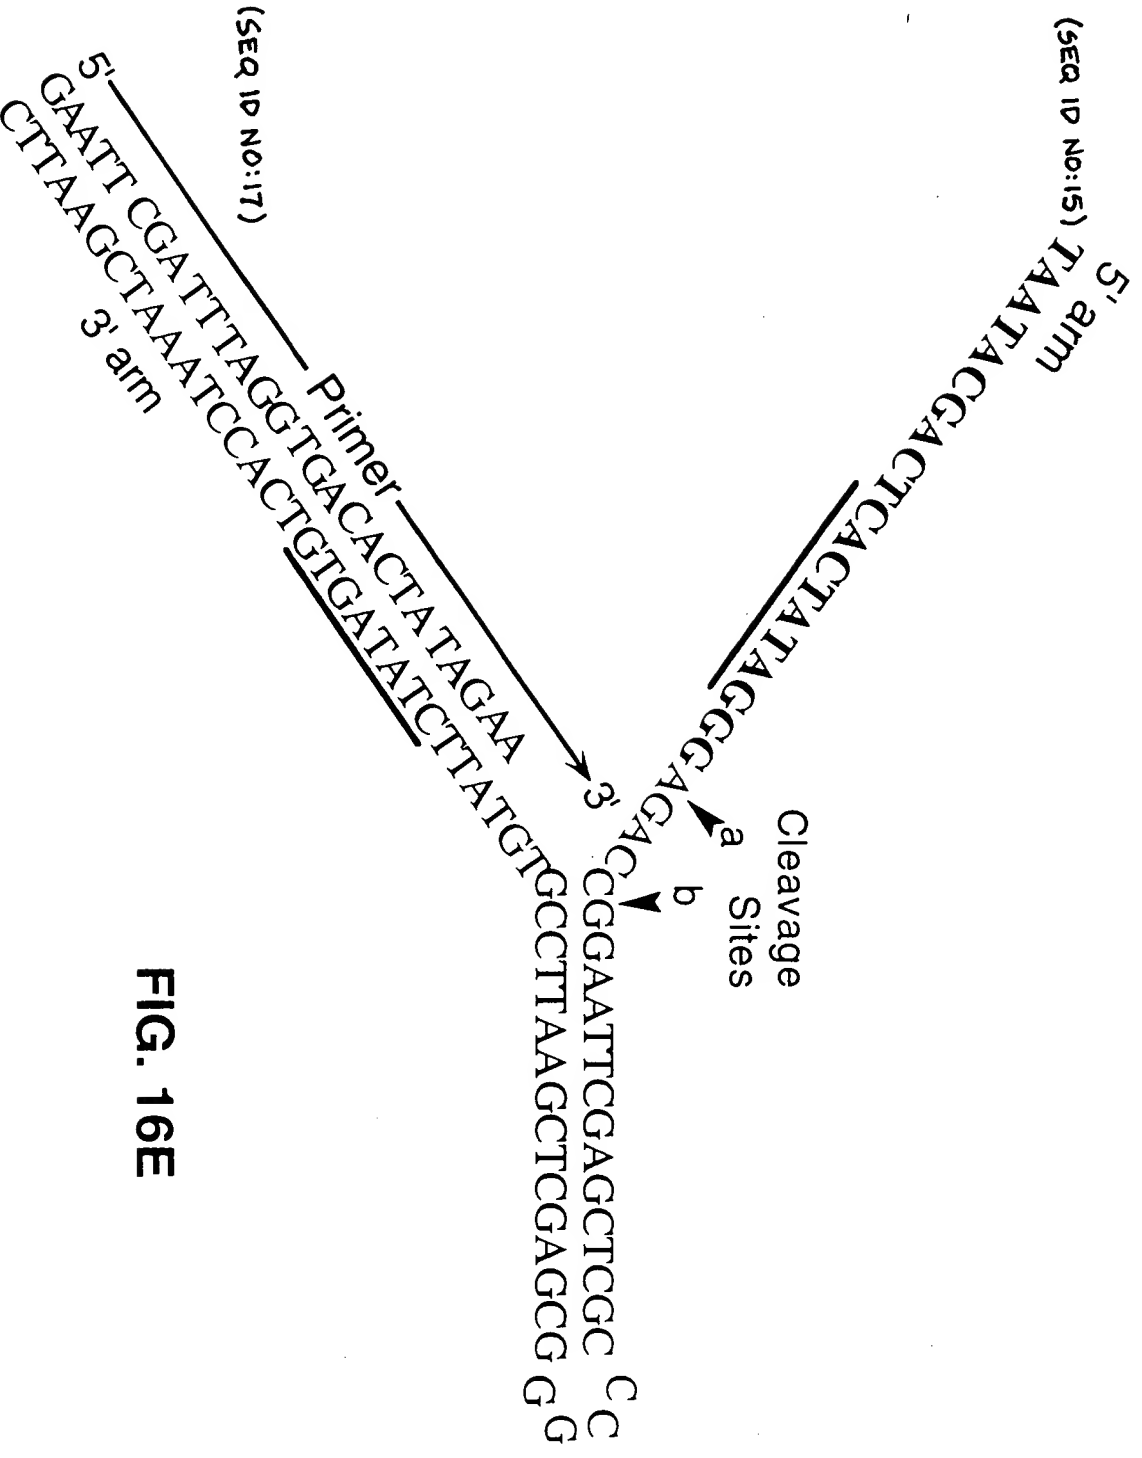 (SEQ ID NO:15)
5' arm
TAATACGACTCACTATAGGGAGAC
Cleavage
Sites
a
b
CGGAATTCGAGCTCGC
C C
GCCTTAAGCTCGAGCG
G G
(SEQ ID NO:17)
5' Primer 3'
GAATT CGATTTAGGTGACACTATAGAA
CTTAAGCTAAATCCACTGTGATATCTTATGT
3' arm
FIG. 16E